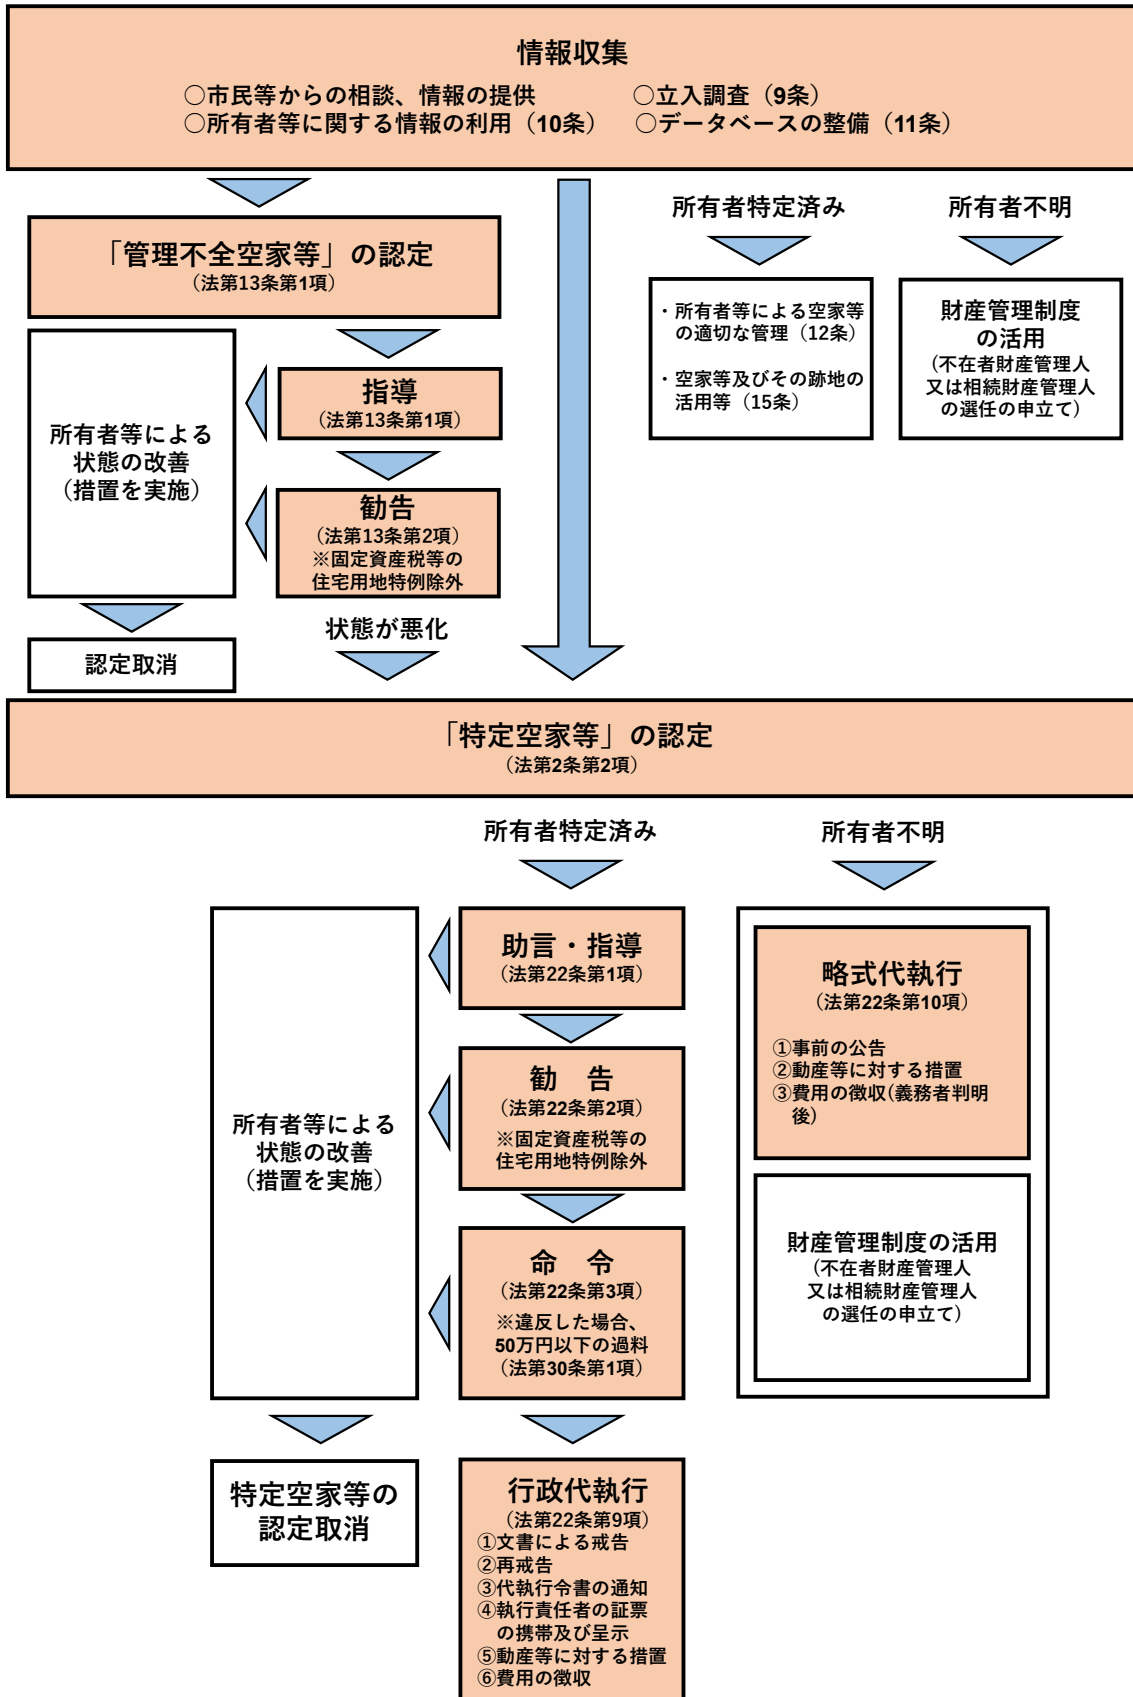 情報収集
○市民等からの相談、情報の提供
○立入調査（9条）
○所有者等に関する情報の利用（10条）
○データベースの整備（11条）
所有者特定済み
所有者不明
「管理不全空家等」の認定
（法第13条第1項）
・所有者等による空家等
の適切な管理（12条）
・空家等及びその跡地の
活用等（15条）
財産管理制度
の活用
(不在者財産管理人
又は相続財産管理人
の選任の申立て)
指導
（法第13条第1項）
所有者等による
状態の改善
（措置を実施）
勧告
（法第13条第2項）
※固定資産税等の
住宅用地特例除外
状態が悪化
認定取消
「特定空家等」の認定
（法第2条第2項）
所有者特定済み
所有者不明
助言・指導
（法第22条第1項）
勧　告
（法第22条第2項）
※固定資産税等の
住宅用地特例除外
所有者等による
状態の改善
（措置を実施）
命　令
（法第22条第3項）
※違反した場合、
50万円以下の過料
（法第30条第1項）
略式代執行
（法第22条第10項）
①事前の公告
②動産等に対する措置
③費用の徴収(義務者判明
後)
財産管理制度の活用
(不在者財産管理人
又は相続財産管理人
の選任の申立て)
特定空家等の
認定取消
行政代執行
（法第22条第9項）
①文書による戒告
②再戒告
③代執行令書の通知
④執行責任者の証票
の携帯及び呈示
⑤動産等に対する措置
⑥費用の徴収